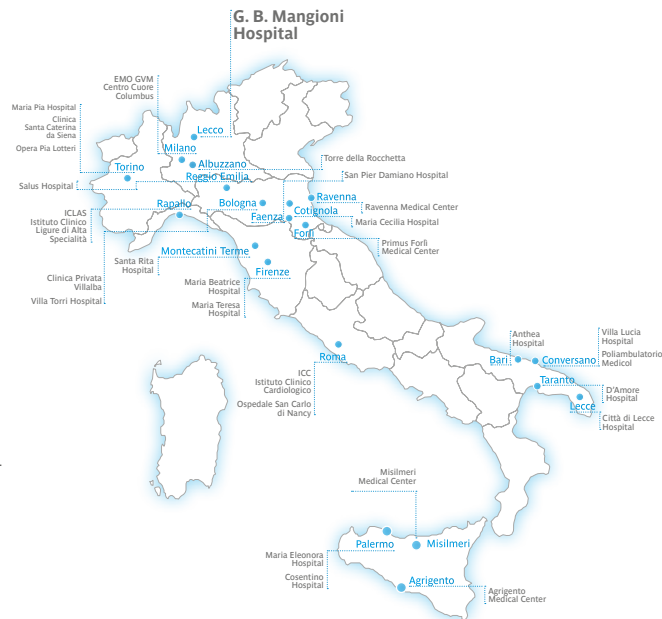 G. B. Mangioni
Hospital
EMO GVM
Centro Cuore
Columbus
Maria Pia Hospital
Clinica
Santa Caterina
da Siena
Opera Pia Lotteri
Lecco
Milano
Albuzzano
Torino
Torre della Rocchetta
San Pier Damiano Hospital
Reggio Emilia
Salus Hospital
Rapallo
Bologna
Ravenna
Ravenna Medical Center
Cotignola
Maria Cecilia Hospital
Faenza
Forlì
Primus Forlì
Medical Center
ICLAS
Istituto Clinico
Ligure di Alta
Specialità
Montecatini Terme
Santa Rita
Hospital
Firenze
Clinica Privata
Villalba
Villa Torri Hospital
Maria Beatrice
Hospital
Maria Teresa
Hospital
Roma
ICC
Istituto Clinico
Cardiologico
Ospedale San Carlo
di Nancy
Anthea
Hospital
Villa Lucia
Hospital
Poliambulatorio
Medicol
Bari
Conversano
Taranto
D'Amore
Hospital
Lecce
Città di Lecce
Hospital
Misilmeri
Medical Center
Palermo
Misilmeri
Maria Eleonora
Hospital
Cosentino
Hospital
Agrigento
Agrigento
Medical Center